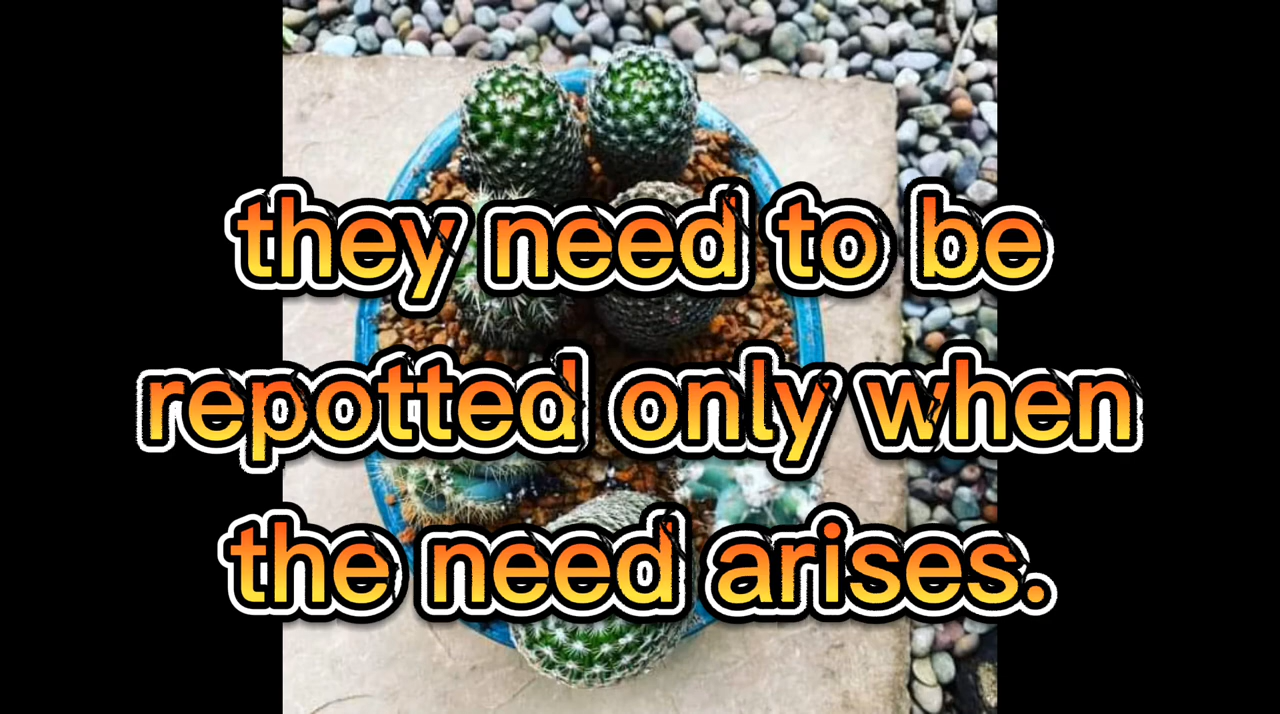 they need to be
repotted only when
the need arises.